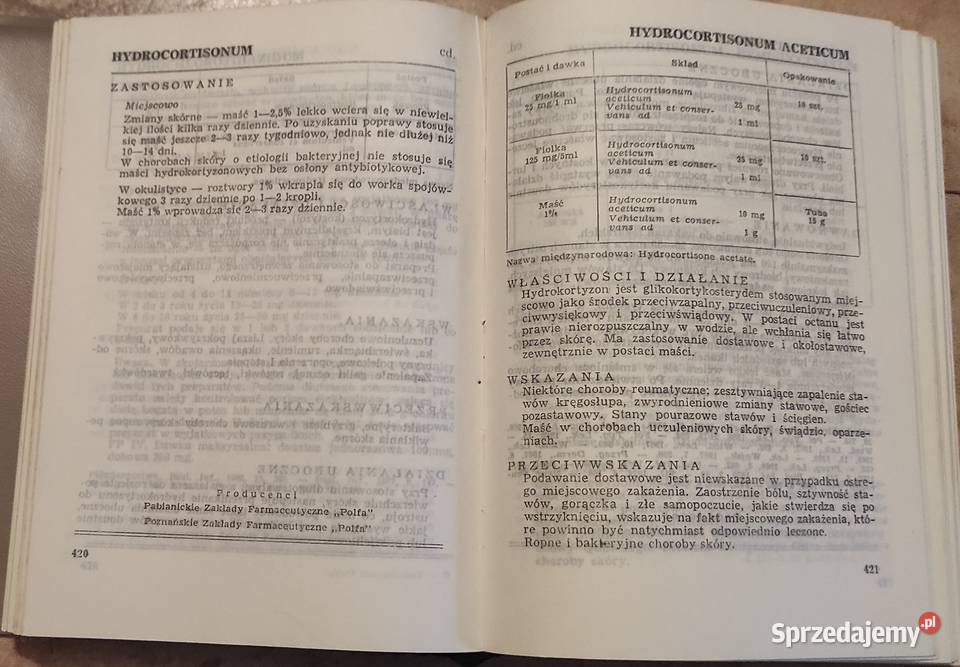 HYDROCORTISONUM cd.
ZASTOSOWANIE
Miejscowo
Zmiany skórne — maść 1—2,5% lekko wciera się w niewiel-
kiej ilości kilka razy dziennie. Po uzyskaniu poprawy stosuje
się maść jeszcze 2—3 razy tygodniowo, jednak nie dłużej niż
10—14 dni.
W chorobach skóry o etiologii bakteryjnej nie stosuje się
maści hydrokortyzonowych bez osłony antybiotykowej.
W okulistyce — roztwory 1% wkrapla się do worka spojów-
kowego 3 razy dziennie po 1—2 kropli.
Maść 1% wprowadza się 2—3 razy dziennie.
Producenci
Pabianickie Zakłady Farmaceutyczne „Polfa"
Poznańskie Zakłady Farmaceutyczne „Polfa"
420
HYDROCORTISONUM ACETICUM
Postać i dawka Skład Opakowanie
Fiolka Hydrocortisonum
25 mg/1 ml aceticum 25 mg 10 szt.
Vehiculum et conser-
vans ad 1 ml
Fiolka Hydrocortisonum
125 mg/5ml aceticum 25 mg 10 szt.
Vehiculum et conser-
vans ad 1 ml
Maść Hydrocortisonum
1% aceticum 10 mg Tuba
Vehiculum et conser- 15 g
vans ad 1 g
Nazwa międzynarodowa: Hydrocortisone acetate.
WŁAŚCIWOŚCI I DZIAŁANIE
Hydrokortyzon jest glikokortykosterydem stosowanym miej-
scowo jako środek przeciwzapalny, przeciwuczuleniowy, prze-
ciwwysiękowy i przeciwświądowy. W postaci octanu jest
prawie nierozpuszczalny w wodzie, ale wchłania się łatwo
przez skórę. Ma zastosowanie dostawowe i okołostawowe,
zewnętrznie w postaci maści.
WSKAZANIA
Niektóre choroby reumatyczne; zesztywniające zapalenie sta-
wów kręgosłupa, zwyrodnieniowe zmiany stawowe, gościec
pozastawowy. Stany pourazowe stawów i ścięgien.
Maść w chorobach uczuleniowych skóry, świądzie, oparze-
niach.
PRZECIWWSKAZANIA
Podawanie dostawowe jest niewskazane w przypadku ostre-
go miejscowego zakażenia. Zaostrzenie bólu, sztywność sta-
wów, gorączka i złe samopoczucie, jakie stwierdza się po
wstrzyknięciu, wskazuje na fakt miejscowego zakażenia, któ-
re powinno być natychmiast odpowiednio leczone.
Ropne i bakteryjne choroby skóry.
421
Sprzedajemy.pl